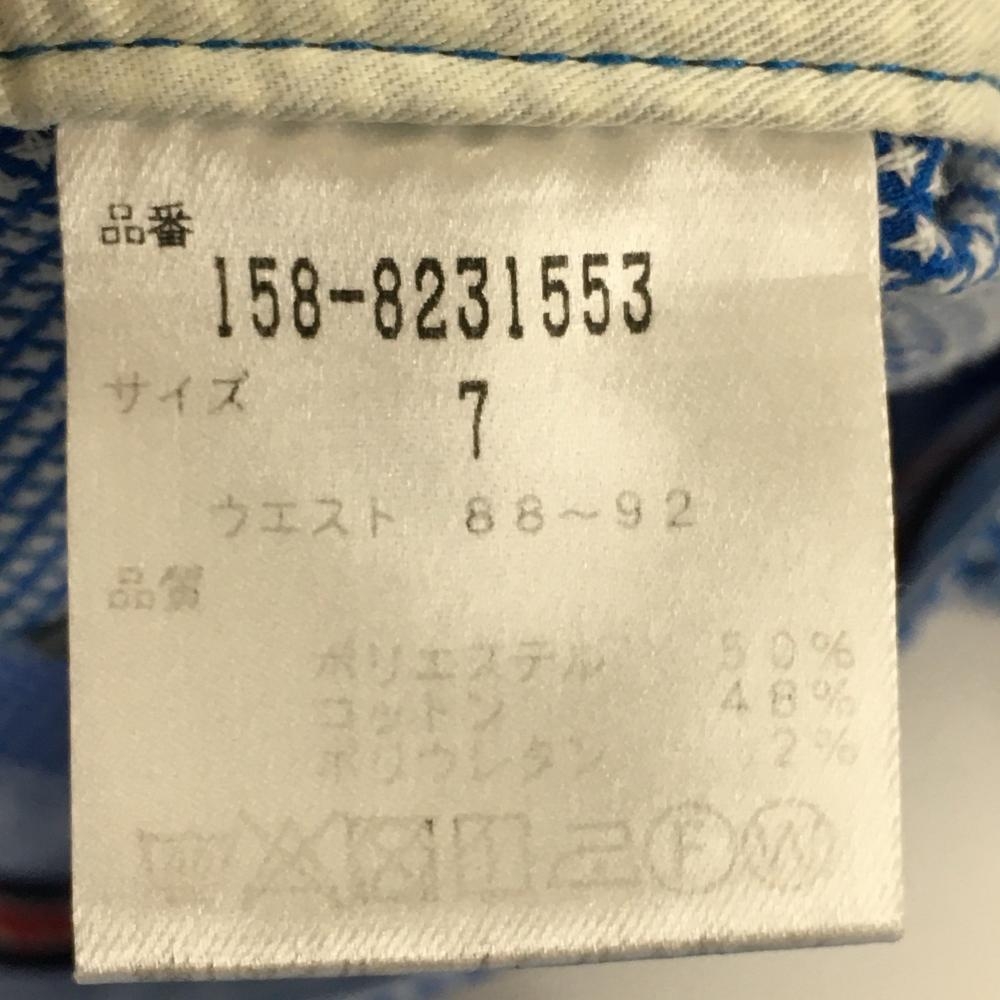 品番
158-8231553
サイズ 7
ウエスト 88~92
品質
ポリエステル 50%
コットン 48%
ポリウレタン 2%
F W